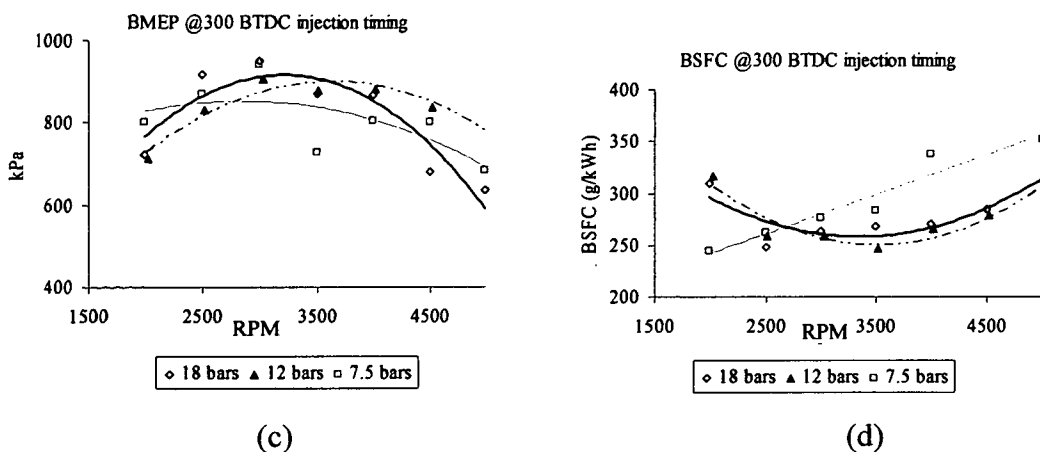 BMEP @300 BTDC injection timing
1000
800
600
400
kPa
1500
2500
3500
4500
RPM
◇ 18 bars ▲ 12 bars □ 7.5 bars
(c)
BSFC @300 BTDC injection timing
400
350
300
250
200
BSFC (g/kWh)
1500
2500
3500
4500
RPM
◇ 18 bars ▲ 12 bars □ 7.5 bars
(d)